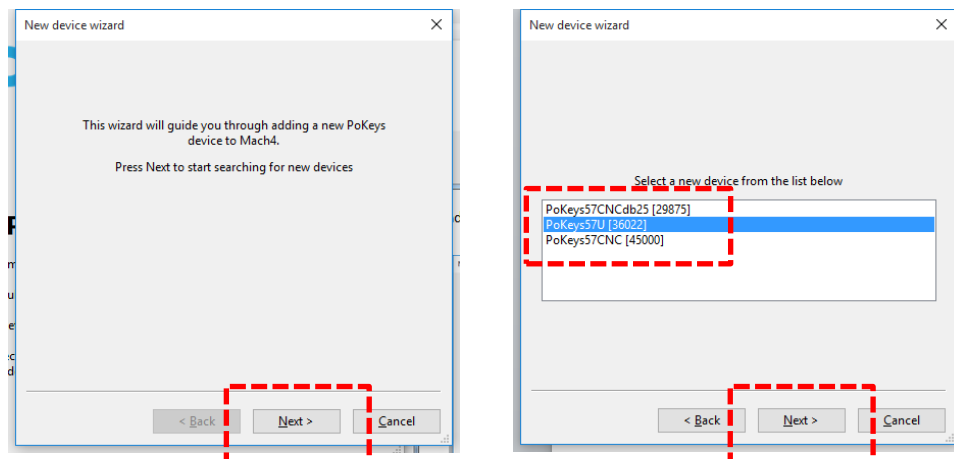 New device wizard
This wizard will guide you through adding a new PoKeys
device to Mach4.
Press Next to start searching for new devices
< Back
Next >
Cancel
New device wizard
Select a new device from the list below
PoKeys57CNCdb25 [29875]
PoKeys57U [36022]
PoKeys57CNC [45000]
< Back
Next >
Cancel